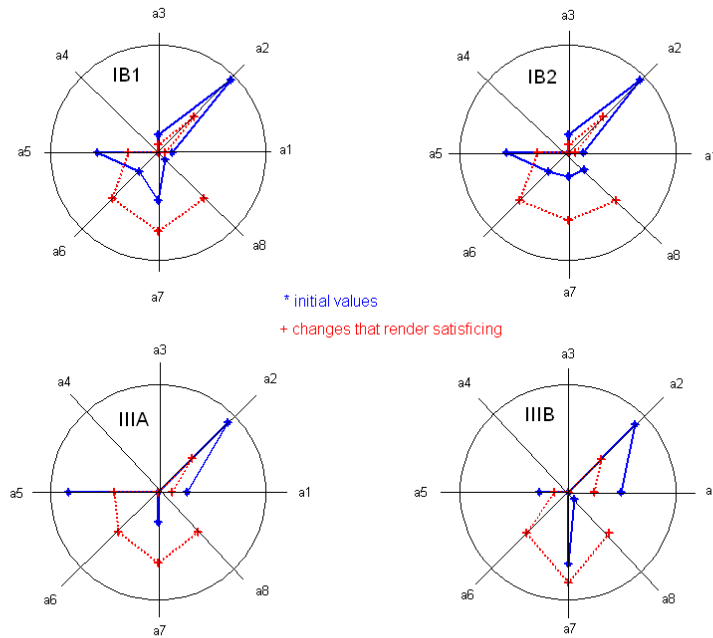 a3
a3
a4
a2
a4
a2
IB1
IB2
a5
a1
a5
a
a6
a8
a6
a8
a7
a7
* initial values
+ changes that render satisficing
a3
a3
a4
a2
a4
a2
IIIA
IIIB
a5
a1
a5
a
a6
a8
a6
a8
a7
a7